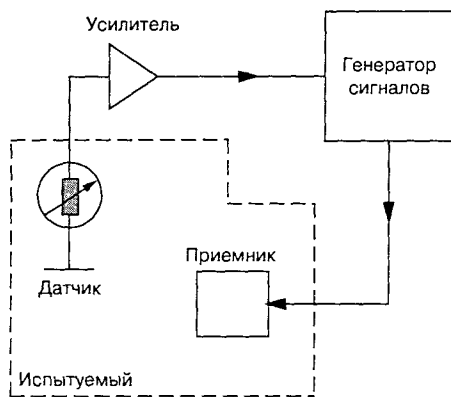 Усилитель
Генератор
сигналов
Датчик
Приемник
Испытуемый